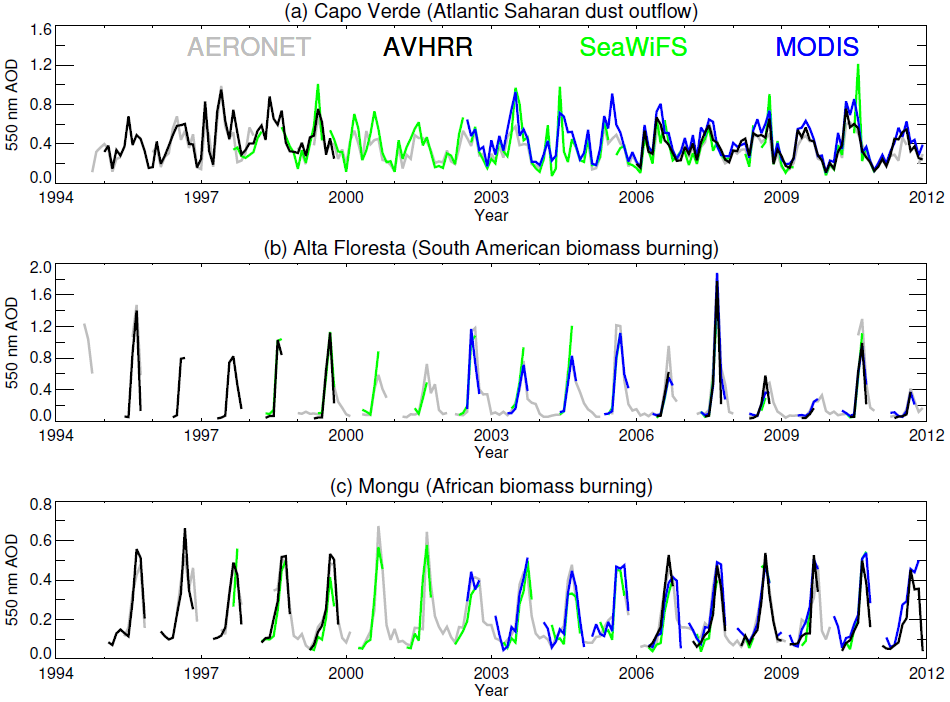 (a) Capo Verde (Atlantic Saharan dust outflow)
1.6
AERONET AVHRR SeaWiFS MODIS
1.2
0.8
0.4
0.0
550 nm AOD
1994 1997 2000 2003 2006 2009 2012
Year
(b) Alta Floresta (South American biomass burning)
2.0
1.6
1.2
0.8
0.4
0.0
550 nm AOD
1994 1997 2000 2003 2006 2009 2012
Year
(c) Mongu (African biomass burning)
0.8
0.6
0.4
0.2
0.0
550 nm AOD
1994 1997 2000 2003 2006 2009 2012
Year